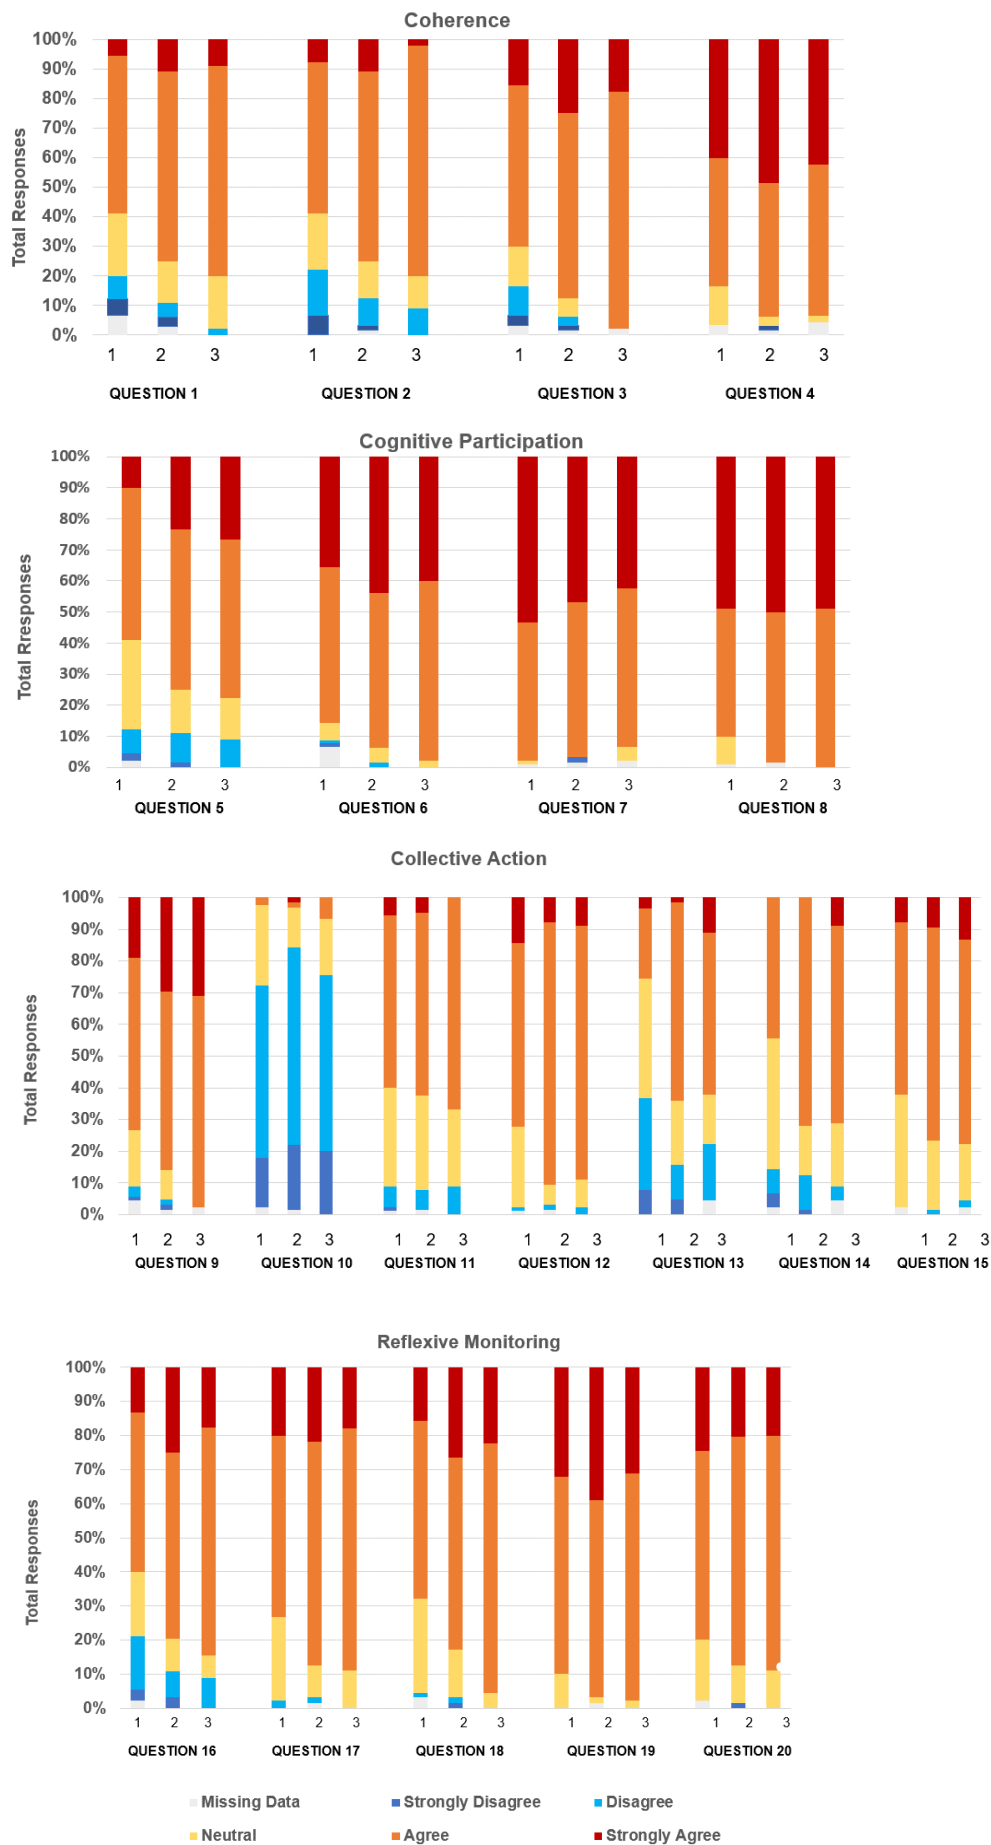 Coherence
100%
90%
80%
70%
60%
50%
40%
30%
20%
10%
0%
Total Responses
1 2 3 1 2 3 1 2 3 1 2 3
QUESTION 1 QUESTION 2 QUESTION 3 QUESTION 4
Cognitive Participation
100%
90%
80%
70%
60%
50%
40%
30%
20%
10%
0%
Total Rresponses
1 2 3 1 2 3 1 2 3 1 2 3
QUESTION 5 QUESTION 6 QUESTION 7 QUESTION 8
Collective Action
100%
90%
80%
70%
60%
50%
40%
30%
20%
10%
0%
Total Responses
1 2 3 1 2 3 1 2 3 1 2 3 1 2 3 1 2 3 1 2 3
QUESTION 9 QUESTION 10 QUESTION 11 QUESTION 12 QUESTION 13 QUESTION 14 QUESTION 15
Reflexive Monitoring
100%
90%
80%
70%
60%
50%
40%
30%
20%
10%
0%
Total Responses
1 2 3 1 2 3 1 2 3 1 2 3 1 2 3
QUESTION 16 QUESTION 17 QUESTION 18 QUESTION 19 QUESTION 20
Missing Data Strongly Disagree Disagree
Neutral Agree Strongly Agree